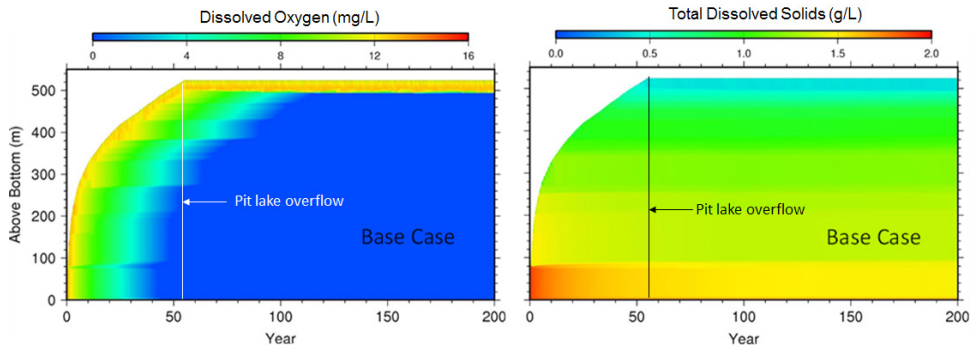 Dissolved Oxygen (mg/L)
0 4 8 12 16
Above Bottom (m)
500
400
300
200
100
0
Pit lake overflow
Base Case
0 50 100 150 200
Year
Total Dissolved Solids (g/L)
0.0 0.5 1.0 1.5 2.0
Pit lake overflow
Base Case
0 50 100 150 200
Year